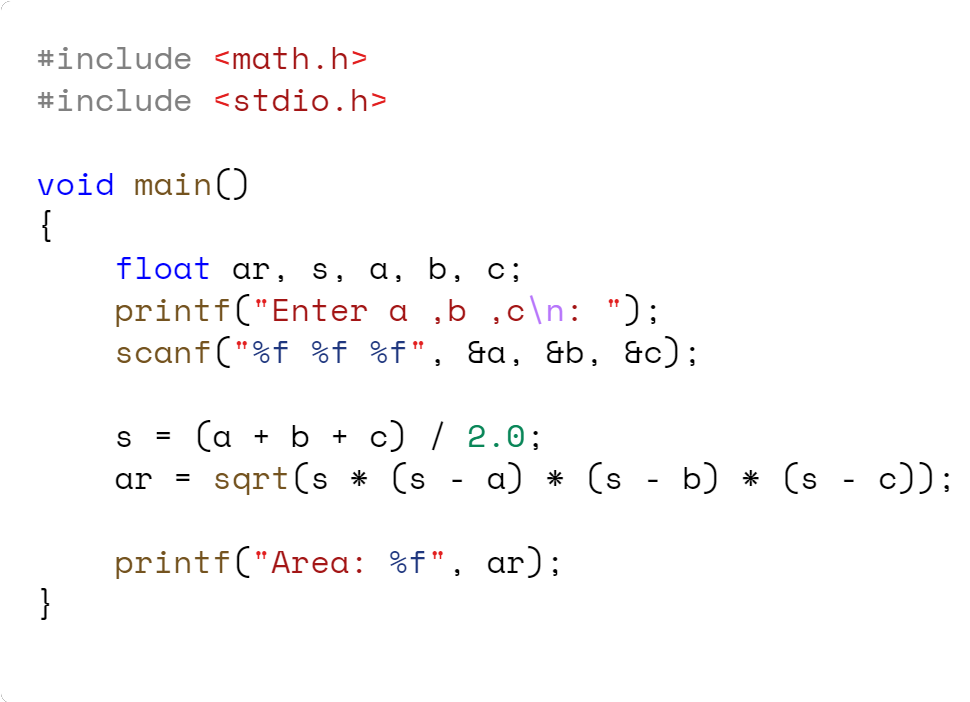 #include <math.h>
#include <stdio.h>

void main()
{
    float ar, s, a, b, c;
    printf("Enter a ,b ,c\n: ");
    scanf("%f %f %f", &a, &b, &c);

    s = (a + b + c) / 2.0;
    ar = sqrt(s * (s - a) * (s - b) * (s - c));

    printf("Area: %f", ar);
}